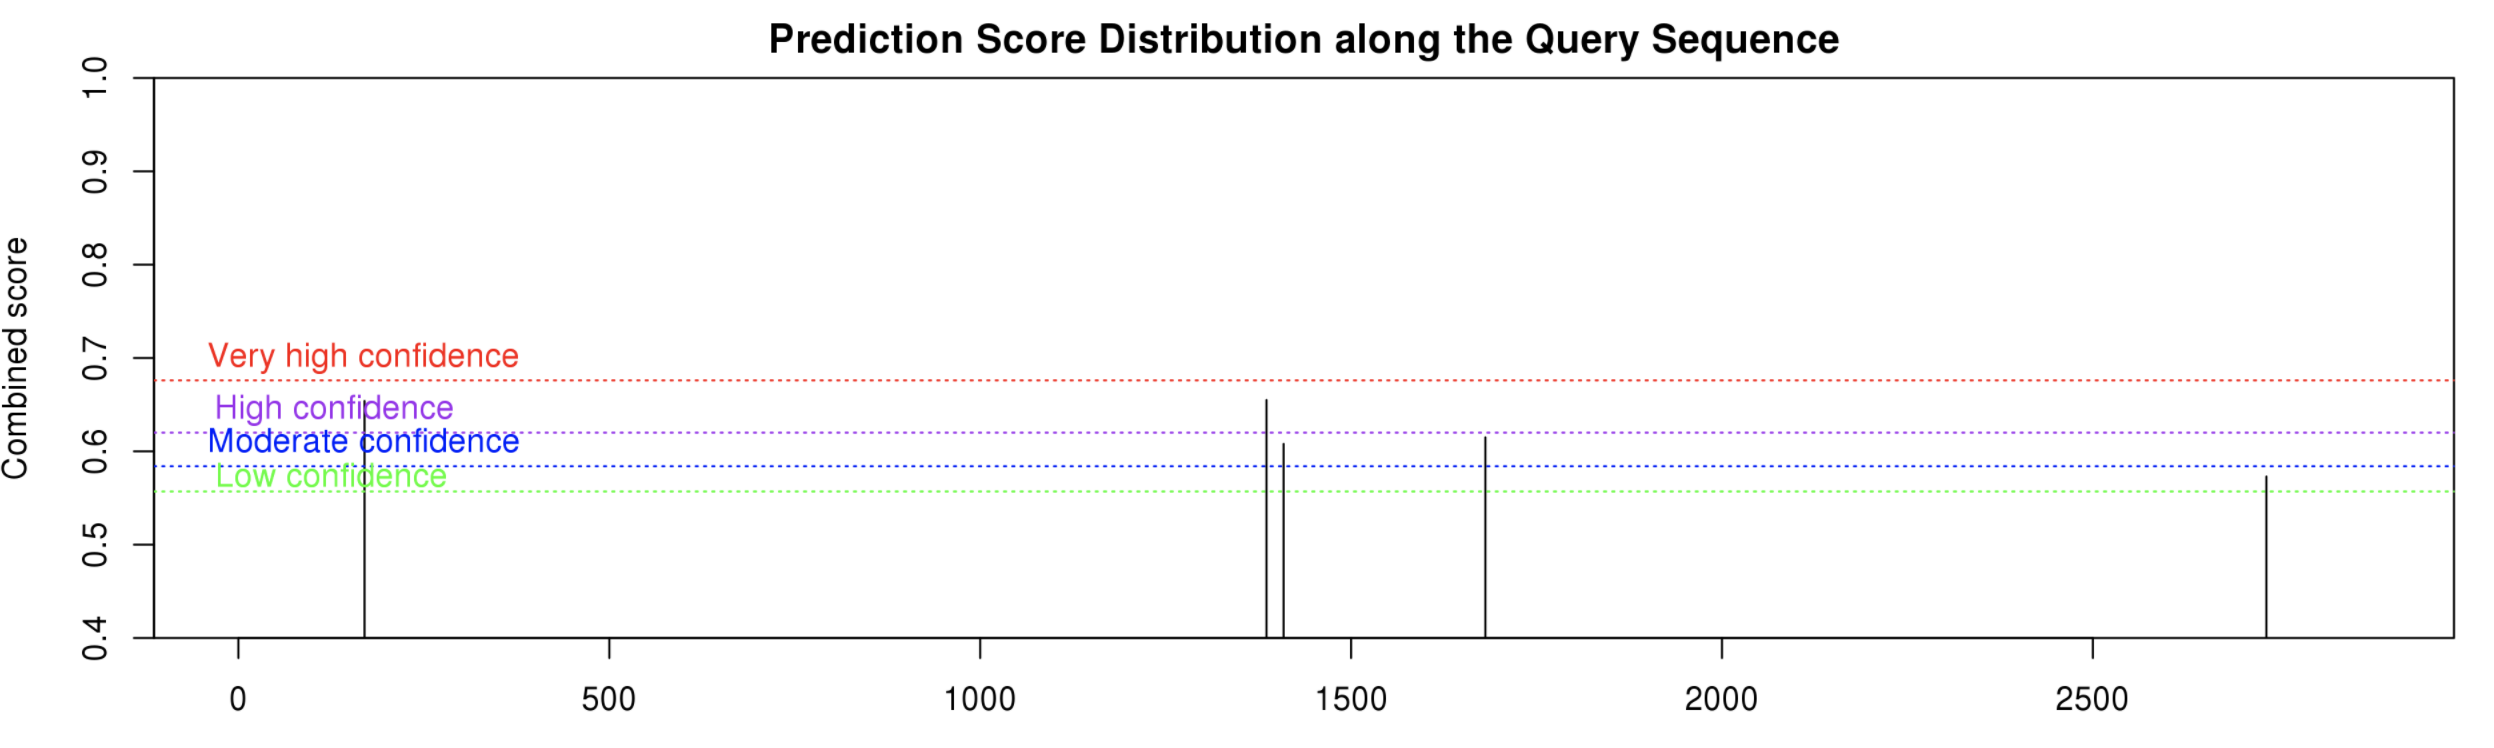 Prediction Score Distribution along the Query Sequence
Combined score
1.0
0.9
0.8
0.7
0.6
0.5
0.4
Very high confidence
High confidence
Moderate confidence
Low confidence
0 500 1000 1500 2000 2500